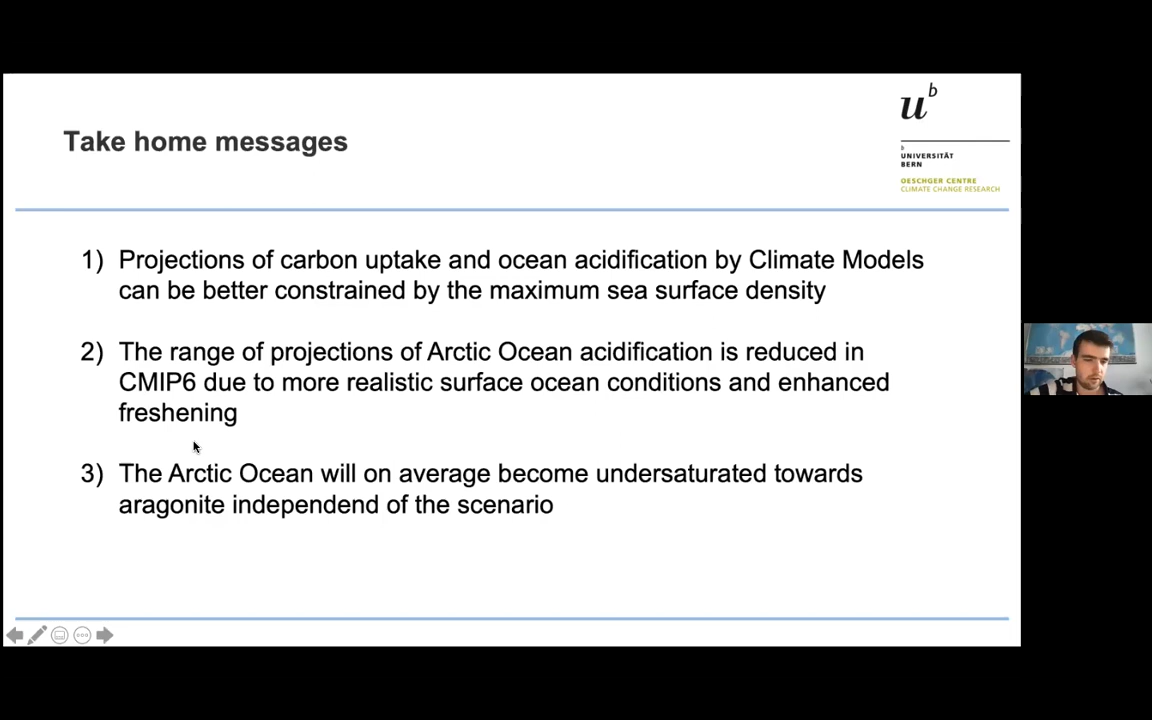 Take home messages
u b
b
UNIVERSITÄT
BERN
OESCHGER CENTRE
CLIMATE CHANGE RESEARCH
1) Projections of carbon uptake and ocean acidification by Climate Models
can be better constrained by the maximum sea surface density
2) The range of projections of Arctic Ocean acidification is reduced in
CMIP6 due to more realistic surface ocean conditions and enhanced
freshening
3) The Arctic Ocean will on average become undersaturated towards
aragonite independend of the scenario